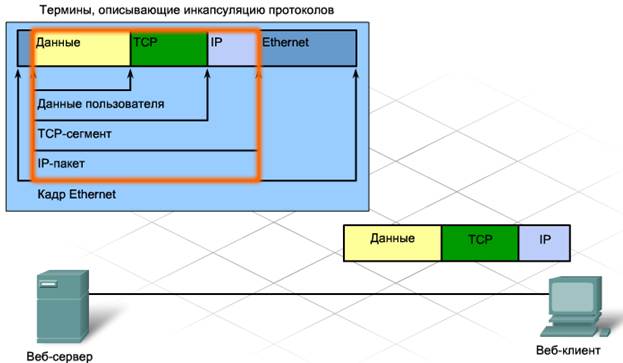 Термины, описывающие инкапсуляцию протоколов
Данные TCP IP Ethernet
Данные пользователя
TCP-сегмент
IP-пакет
Кадр Ethernet
Данные TCP IP
Веб-сервер
Веб-клиент